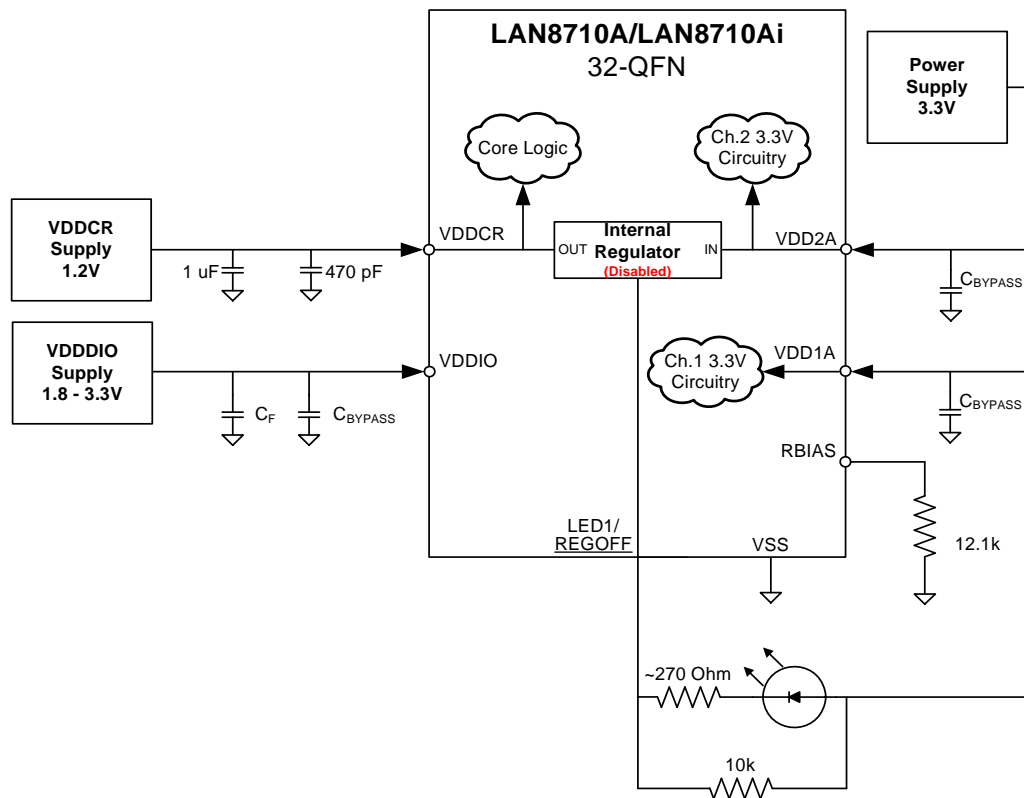 LAN8710A/LAN8710Ai
32-QFN
Power
Supply
3.3V
Core Logic
Ch.2 3.3V
Circuitry
VDDCR
Supply
1.2V
VDDCR
OUT
Internal
Regulator
(Disabled)
IN
VDD2A
1 uF
470 pF
CBYPASS
VDDDIO
Supply
1.8 - 3.3V
VDDIO
Ch.1 3.3V
Circuitry
VDD1A
CF
CBYPASS
CBYPASS
RBIAS
12.1k
LED1/
REGOFF
VSS
~270 Ohm
10k